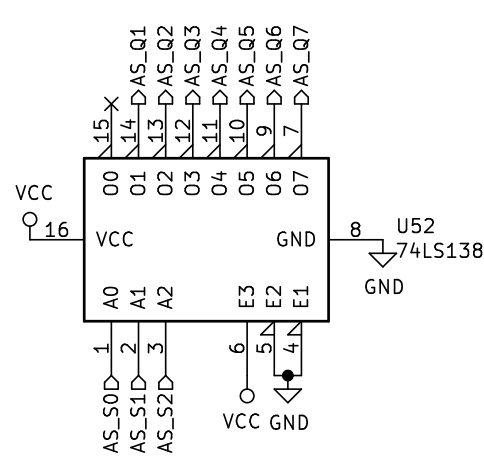 AS_Q1
AS_Q2
AS_Q3
AS_Q4
AS_Q5
AS_Q6
AS_Q7
15
14
13
12
11
10
9
7
O0
O1
O2
O3
O4
O5
O6
O7
VCC
16
VCC
GND
8
U52
74LS138
GND
A0
A1
A2
E3
E2
E1
1
2
3
6
5
4
AS_S0
AS_S1
AS_S2
VCC
GND